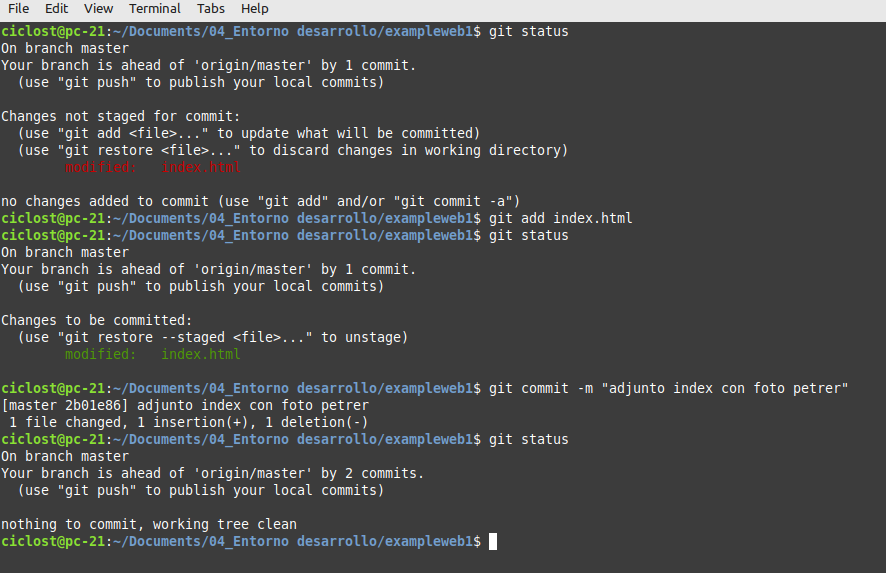 File Edit View Terminal Tabs Help
ciclost@pc-21:~/Documents/04_Entorno desarrollo/exampleweb1$ git status
On branch master
Your branch is ahead of 'origin/master' by 1 commit.
  (use "git push" to publish your local commits)

Changes not staged for commit:
  (use "git add <file>..." to update what will be committed)
  (use "git restore <file>..." to discard changes in working directory)
        modified:   index.html

no changes added to commit (use "git add" and/or "git commit -a")
ciclost@pc-21:~/Documents/04_Entorno desarrollo/exampleweb1$ git add index.html
ciclost@pc-21:~/Documents/04_Entorno desarrollo/exampleweb1$ git status
On branch master
Your branch is ahead of 'origin/master' by 1 commit.
  (use "git push" to publish your local commits)

Changes to be committed:
  (use "git restore --staged <file>..." to unstage)
        modified:   index.html

ciclost@pc-21:~/Documents/04_Entorno desarrollo/exampleweb1$ git commit -m "adjunto index con foto petrer"
[master 2b01e86] adjunto index con foto petrer
 1 file changed, 1 insertion(+), 1 deletion(-)
ciclost@pc-21:~/Documents/04_Entorno desarrollo/exampleweb1$ git status
On branch master
Your branch is ahead of 'origin/master' by 2 commits.
  (use "git push" to publish your local commits)

nothing to commit, working tree clean
ciclost@pc-21:~/Documents/04_Entorno desarrollo/exampleweb1$